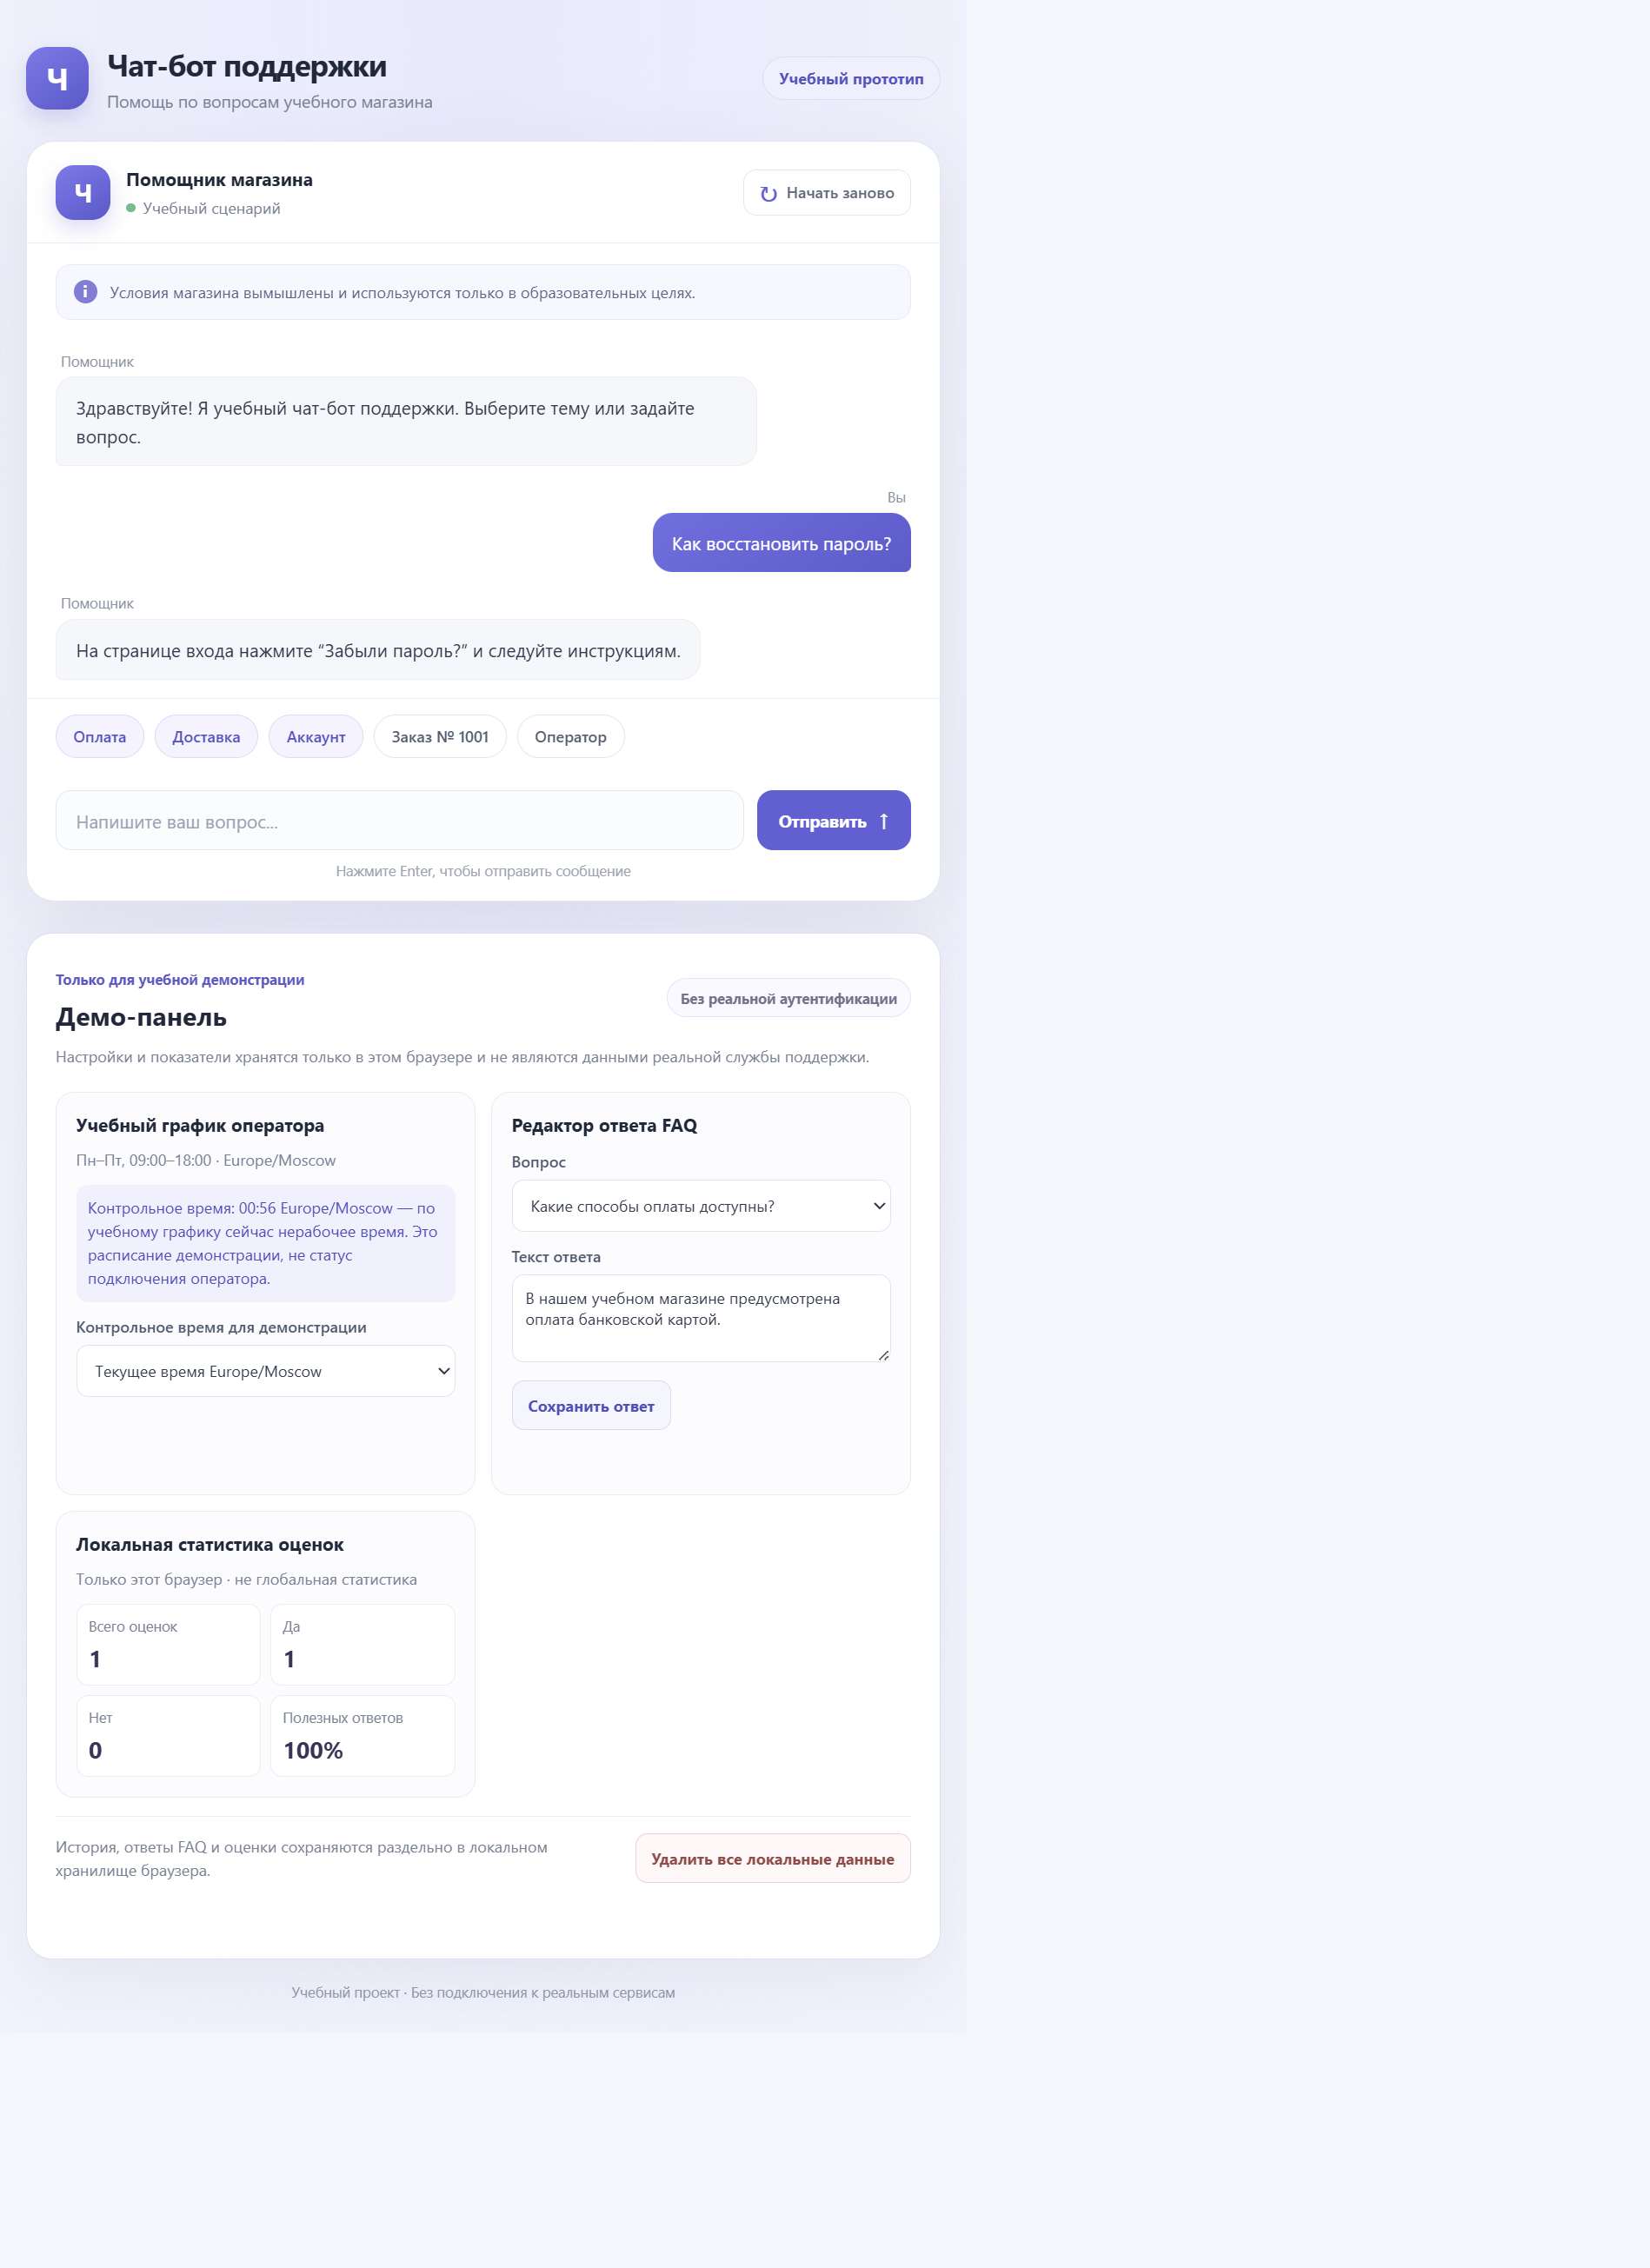 Ч
Чат-бот поддержки
Помощь по вопросам учебного магазина
Учебный прототип
Ч
Помощник магазина
Учебный сценарий
↻ Начать заново
Условия магазина вымышлены и используются только в образовательных целях.
Помощник
Здравствуйте! Я учебный чат-бот поддержки. Выберите тему или задайте
вопрос.
Вы
Как восстановить пароль?
Помощник
На странице входа нажмите “Забыли пароль?” и следуйте инструкциям.
Оплата
Доставка
Аккаунт
Заказ № 1001
Оператор
Напишите ваш вопрос...
Отправить ↑
Нажмите Enter, чтобы отправить сообщение
Только для учебной демонстрации
Демо-панель
Без реальной аутентификации
Настройки и показатели хранятся только в этом браузере и не являются данными реальной службы поддержки.
Учебный график оператора
Пн–Пт, 09:00–18:00 · Europe/Moscow
Контрольное время: 00:56 Europe/Moscow — по
учебному графику сейчас нерабочее время. Это
расписание демонстрации, не статус
подключения оператора.
Контрольное время для демонстрации
Текущее время Europe/Moscow
Редактор ответа FAQ
Вопрос
Какие способы оплаты доступны?
Текст ответа
В нашем учебном магазине предусмотрена
оплата банковской картой.
Сохранить ответ
Локальная статистика оценок
Только этот браузер · не глобальная статистика
Всего оценок
1
Да
1
Нет
0
Полезных ответов
100%
История, ответы FAQ и оценки сохраняются раздельно в локальном
хранилище браузера.
Удалить все локальные данные
Учебный проект · Без подключения к реальным сервисам